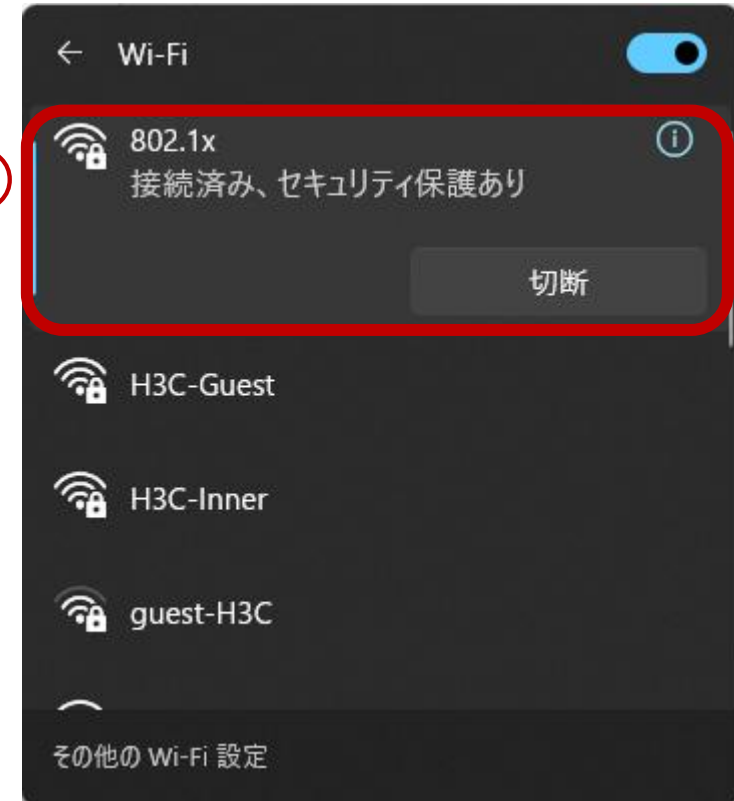 Wi-Fi
802.1x
接続済み、セキュリティ保護あり
切断
H3C-Guest
H3C-Inner
guest-H3C
その他の Wi-Fi 設定